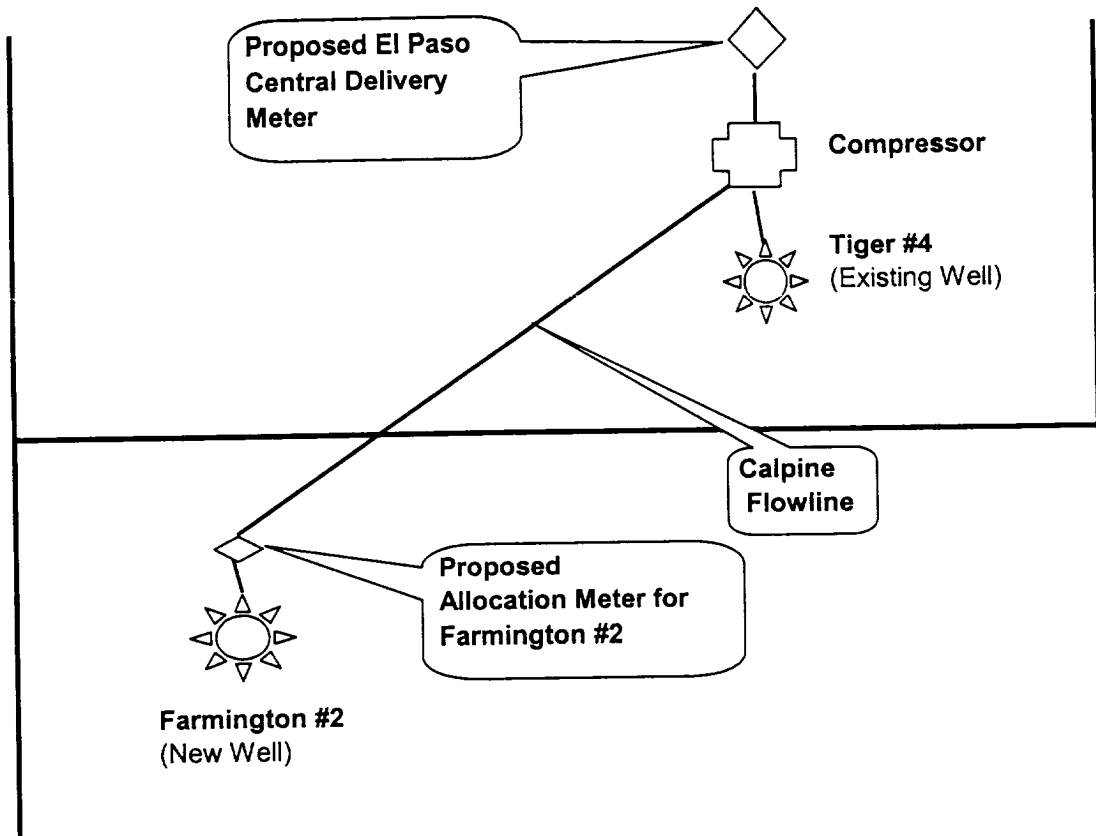 Proposed El Paso
Central Delivery
Meter
Compressor
Tiger #4
(Existing Well)
Calpine
Flowline
Proposed
Allocation Meter for
Farmington #2
Farmington #2
(New Well)